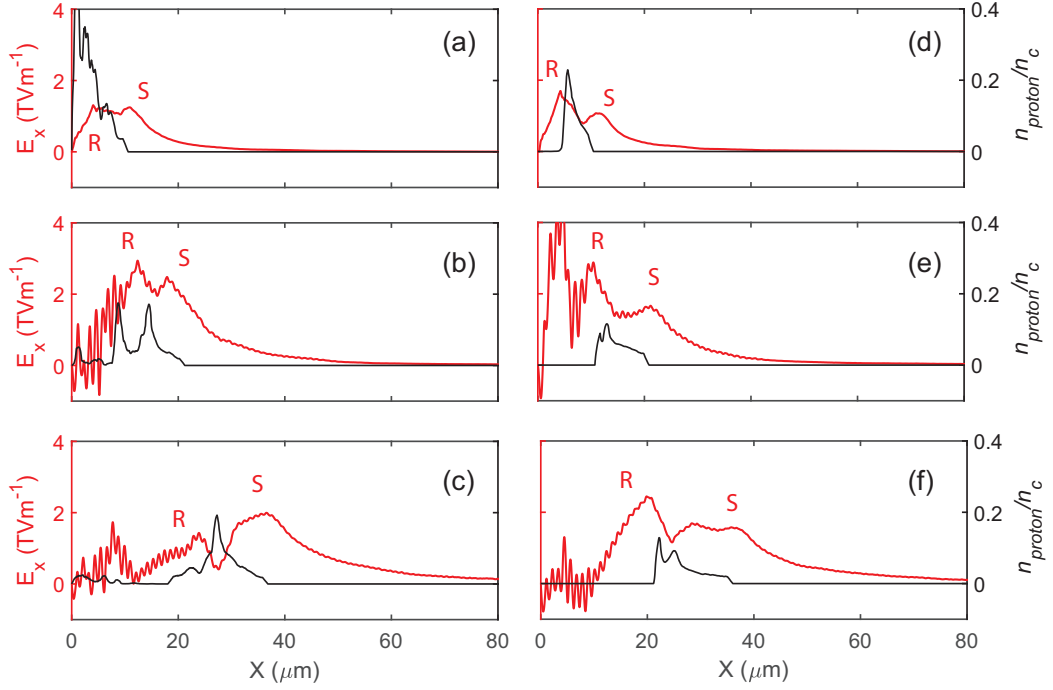 4 (a) (d) 0.4
E_x (TVm^-1) 2 R S R S 0.2 n_proton/n_c
0 0
4 (b) (e) 0.4
E_x (TVm^-1) 2 R S R S 0.2 n_proton/n_c
0 0
4 (c) (f) 0.4
E_x (TVm^-1) 2 R S R S 0.2 n_proton/n_c
0 0
0 20 40 60 80 0 20 40 60 80
X (μm) X (μm)